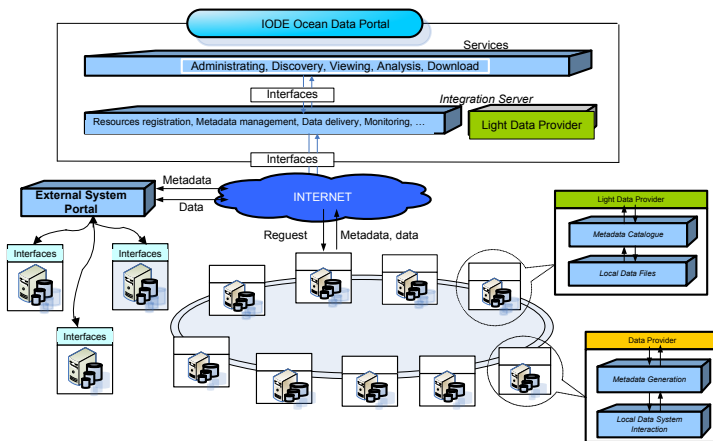 IODE Ocean Data Portal
Services
Administrating, Discovery, Viewing, Analysis, Download
Interfaces
Integration Server
Resources registration, Metadata management, Data delivery, Monitoring, ...
Light Data Provider
Interfaces
External System
Portal
Metadata
Data
INTERNET
Reguest
Metadata, data
Interfaces
Interfaces
Interfaces
Light Data Provider
Metadata Catalogue
Local Data Files
Data Provider
Metadata Generation
Local Data System
Interaction